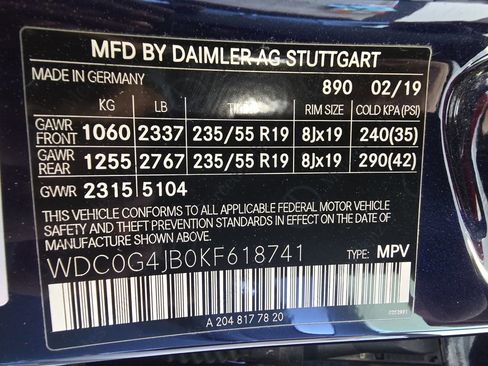 MFD BY DAIMLER AG STUTTGART
MADE IN GERMANY 890 02/19
KG LB RIM SIZE COLD KPA (PSI)
GAWR FRONT 1060 2337 235/55 R19 8Jx19 240(35)
GAWR REAR 1255 2767 235/55 R19 8Jx19 290(42)
GVWR 2315 5104
THIS VEHICLE CONFORMS TO ALL APPLICABLE FEDERAL MOTOR VEHICLE
SAFETY AND THEFT PREVENTION STANDARDS IN EFFECT ON THE DATE
OF MANUFACTURE SHOWN ABOVE.
WDC0G4JB0KF618741 TYPE: MPV
A 204 817 78 20